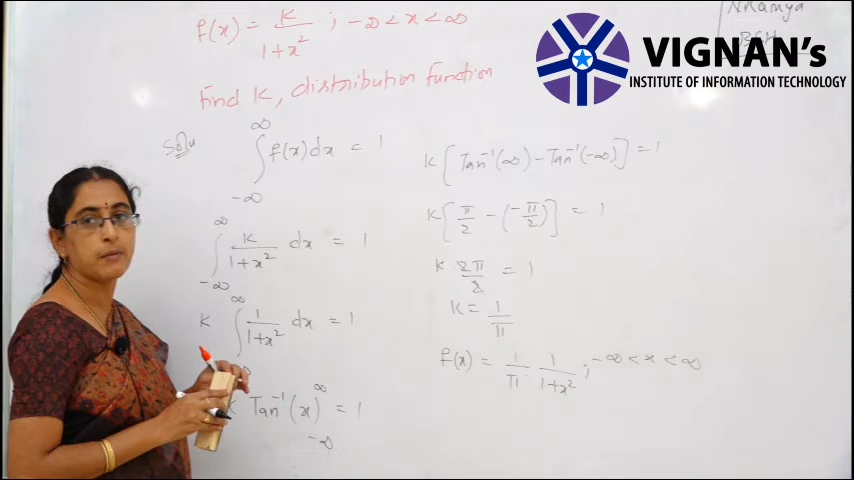 f(x) = K/(1+x²) ; -∞ < x < ∞
Find K, distribution function
Solu
∫_{-∞}^{∞} f(x) dx = 1
∫_{-∞}^{∞} K/(1+x²) dx = 1
K ∫^{∞} 1/(1+x²) dx = 1
K Tan⁻¹(x)_{-∞}^{∞} = 1
K[Tan⁻¹(∞) - Tan⁻¹(-∞)] = 1
K[π/2 - (-π/2)] = 1
K · 2π/2 = 1
K = 1/π
f(x) = 1/π · 1/(1+x²) ; -∞ < x < ∞
VIGNAN's
INSTITUTE OF INFORMATION TECHNOLOGY